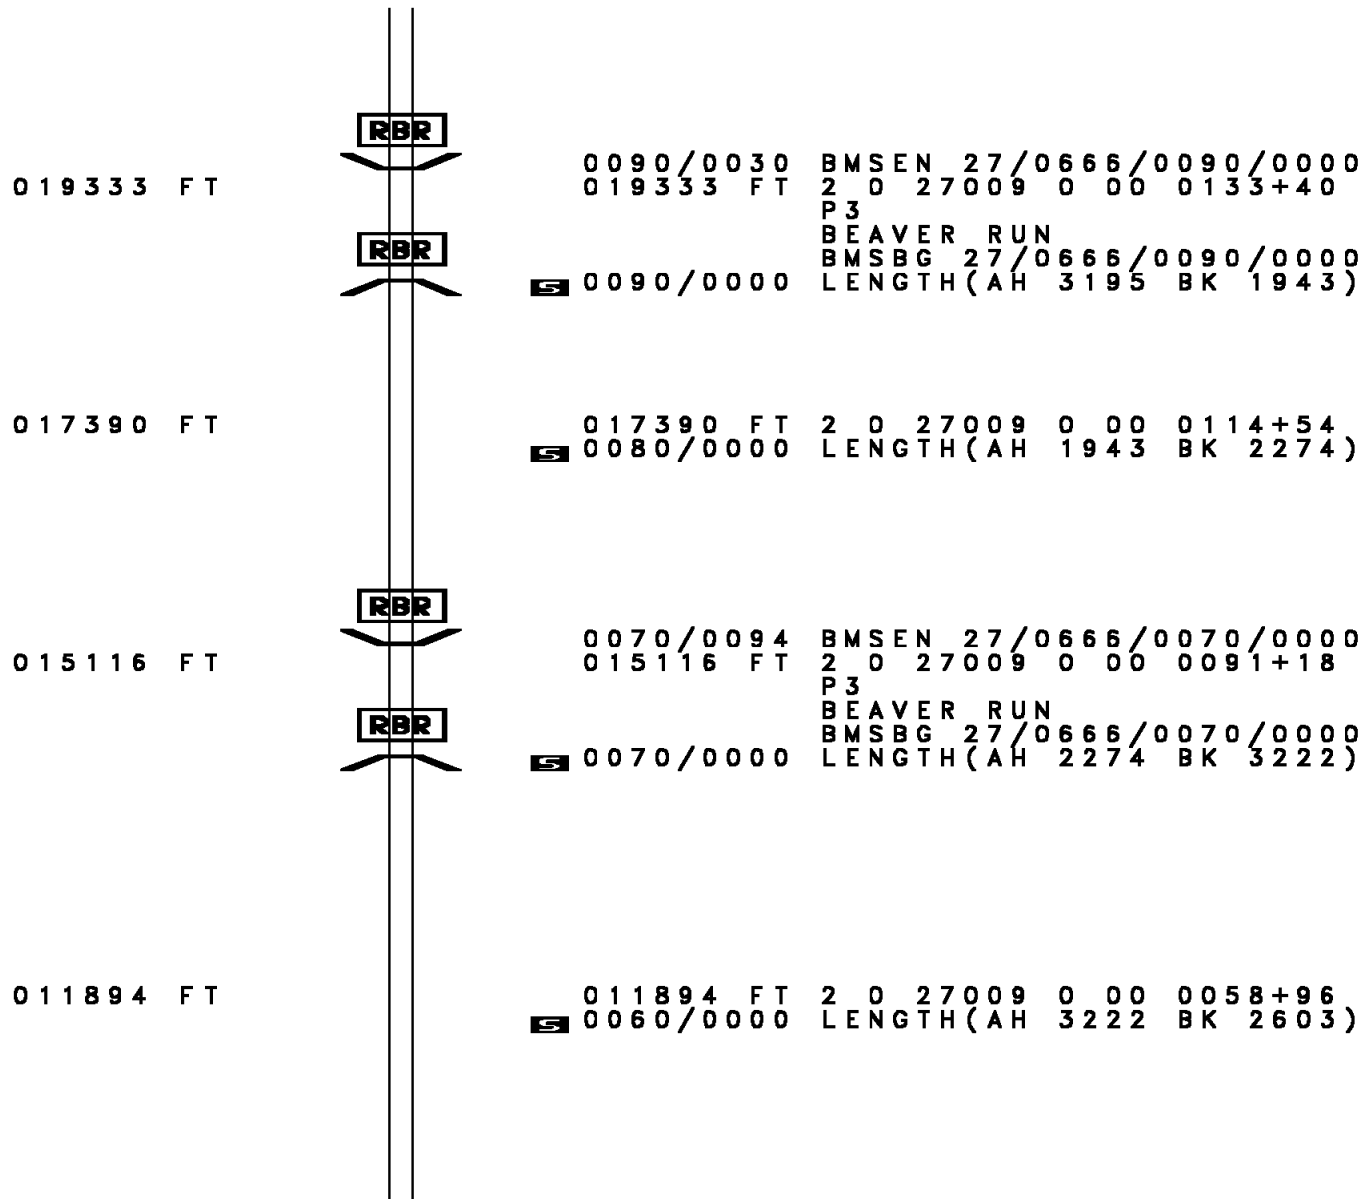 RBR
0090/0030 BMSEN 27/0666/0090/0000
019333 FT 019333 FT 2 0 27009 0 00 0133+40
P3
RBR BEAVER RUN
BMSBG 27/0666/0090/0000
S 0090/0000 LENGTH(AH 3195 BK 1943)
017390 FT 017390 FT 2 0 27009 0 00 0114+54
S 0080/0000 LENGTH(AH 1943 BK 2274)
RBR
0070/0094 BMSEN 27/0666/0070/0000
015116 FT 015116 FT 2 0 27009 0 00 0091+18
P3
RBR BEAVER RUN
BMSBG 27/0666/0070/0000
S 0070/0000 LENGTH(AH 2274 BK 3222)
011894 FT 011894 FT 2 0 27009 0 00 0058+96
S 0060/0000 LENGTH(AH 3222 BK 2603)